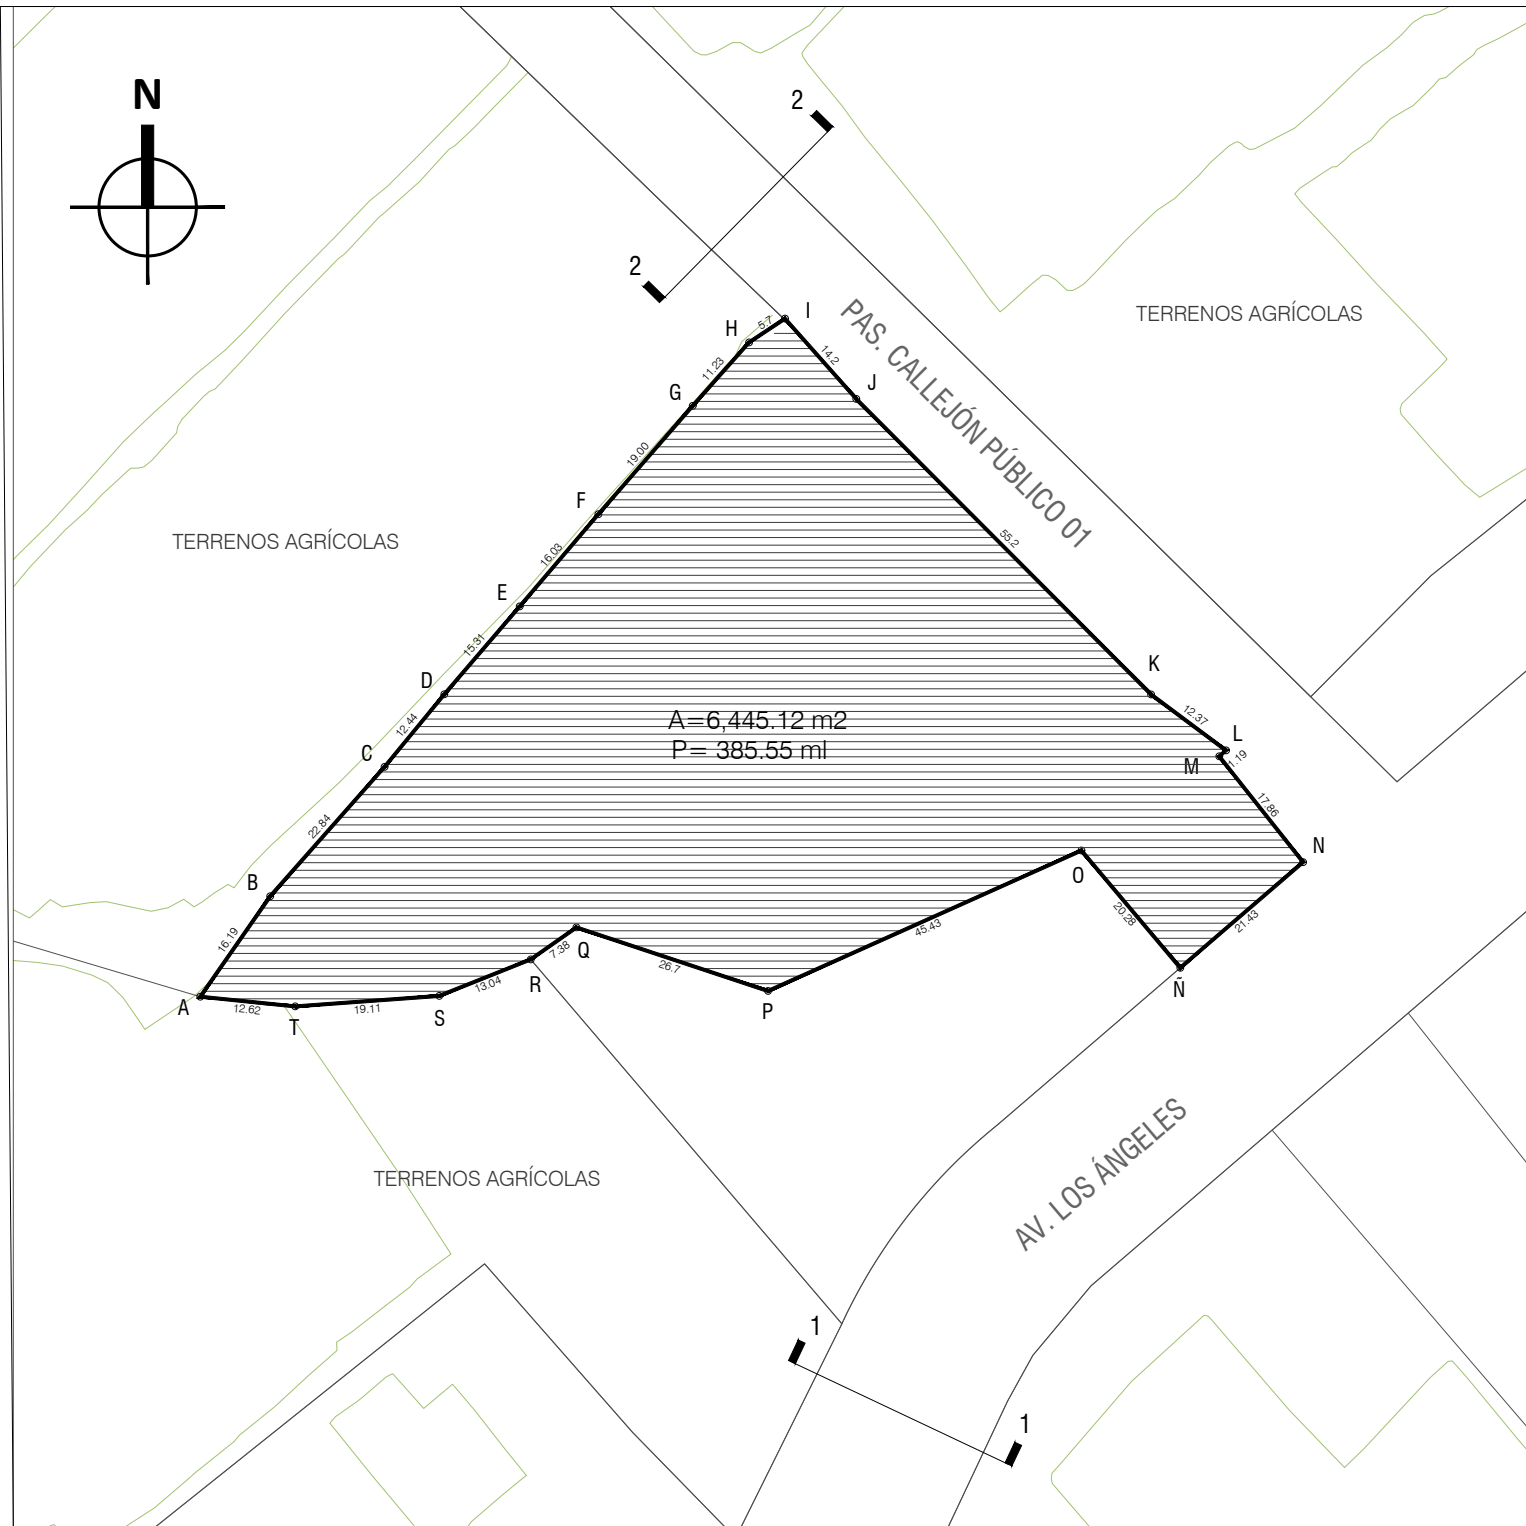 N
2
2
PAS. CALLEJÓN PÚBLICO 01
TERRENOS AGRÍCOLAS
H
5.7
I
14.2
J
11.23
G
19.00
F
16.03
55.2
TERRENOS AGRÍCOLAS
E
15.31
D
K
12.44
12.37
C
L
A=6,445.12 m2
P= 385.55 ml
M
1.19
17.86
22.84
N
B
O
20.28
21.43
16.19
45.43
Q
7.38
26.7
R
13.04
Ñ
A
12.62
T
19.11
S
P
AV. LOS ÁNGELES
TERRENOS AGRÍCOLAS
1
1